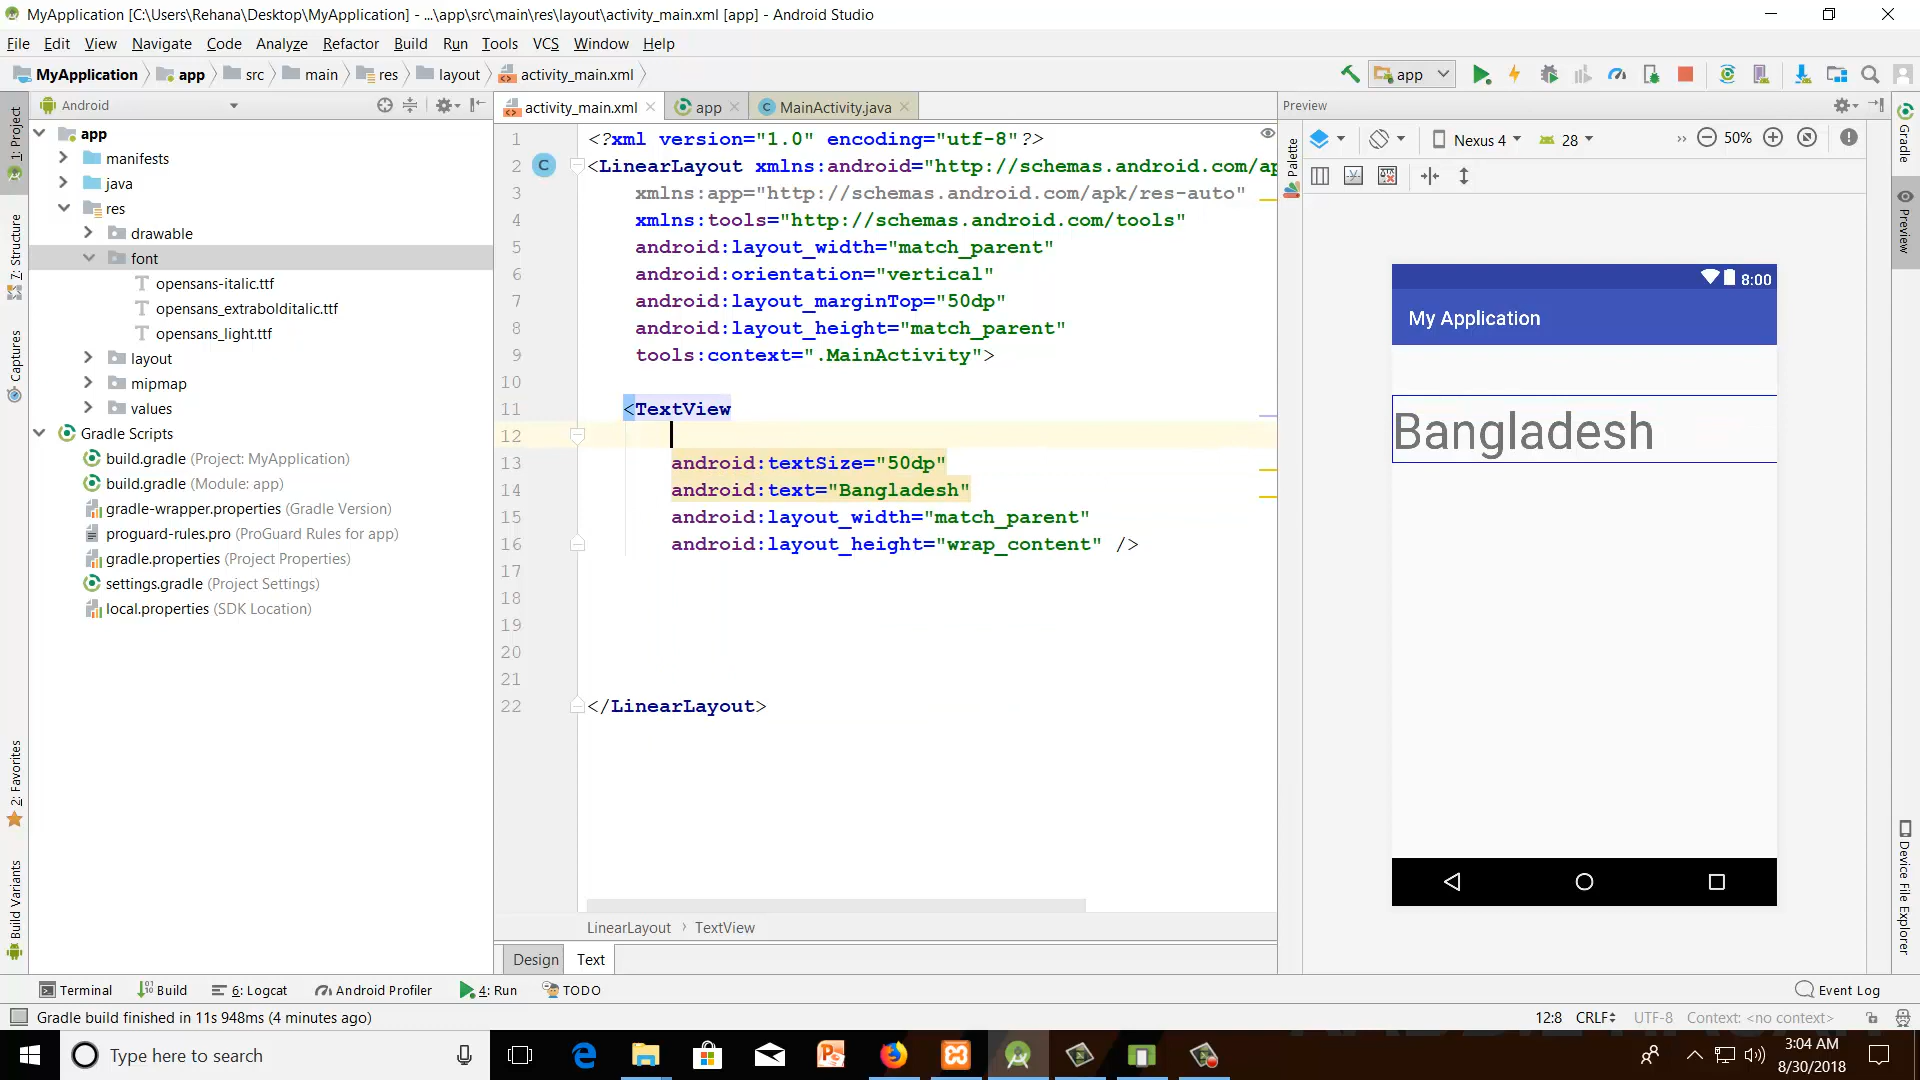 MyApplication [C:\Users\Rehana\Desktop\MyApplication] - ...\app\src\main\res\layout\activity_main.xml [app] - Android Studio
File Edit View Navigate Code Analyze Refactor Build Run Tools VCS Window Help
MyApplication app src main res layout activity_main.xml app
1: Project
7: Structure
Captures
2: Favorites
Build Variants
Android
app
manifests
java
res
drawable
font
opensans-italic.ttf
opensans_extrabolditalic.ttf
opensans_light.ttf
layout
mipmap
values
Gradle Scripts
build.gradle (Project: MyApplication)
build.gradle (Module: app)
gradle-wrapper.properties (Gradle Version)
proguard-rules.pro (ProGuard Rules for app)
gradle.properties (Project Properties)
settings.gradle (Project Settings)
local.properties (SDK Location)
activity_main.xml app MainActivity.java
1 <?xml version="1.0" encoding="utf-8"?>
2 C <LinearLayout xmlns:android="http://schemas.android.com/ap
3 xmlns:app="http://schemas.android.com/apk/res-auto"
4 xmlns:tools="http://schemas.android.com/tools"
5 android:layout_width="match_parent"
6 android:orientation="vertical"
7 android:layout_marginTop="50dp"
8 android:layout_height="match_parent"
9 tools:context=".MainActivity">
10
11 <TextView
12
13 android:textSize="50dp"
14 android:text="Bangladesh"
15 android:layout_width="match_parent"
16 android:layout_height="wrap_content" />
17
18
19
20
21
22 </LinearLayout>
LinearLayout › TextView
Design Text
Preview
Palette
Nexus 4 28 » 50%
8:00
My Application
Bangladesh
Gradle
Preview
Device File Explorer
Terminal Build 6: Logcat Android Profiler 4: Run TODO Event Log
Gradle build finished in 11s 948ms (4 minutes ago) 12:8 CRLF UTF-8 Context: <no context>
Type here to search
3:04 AM
8/30/2018